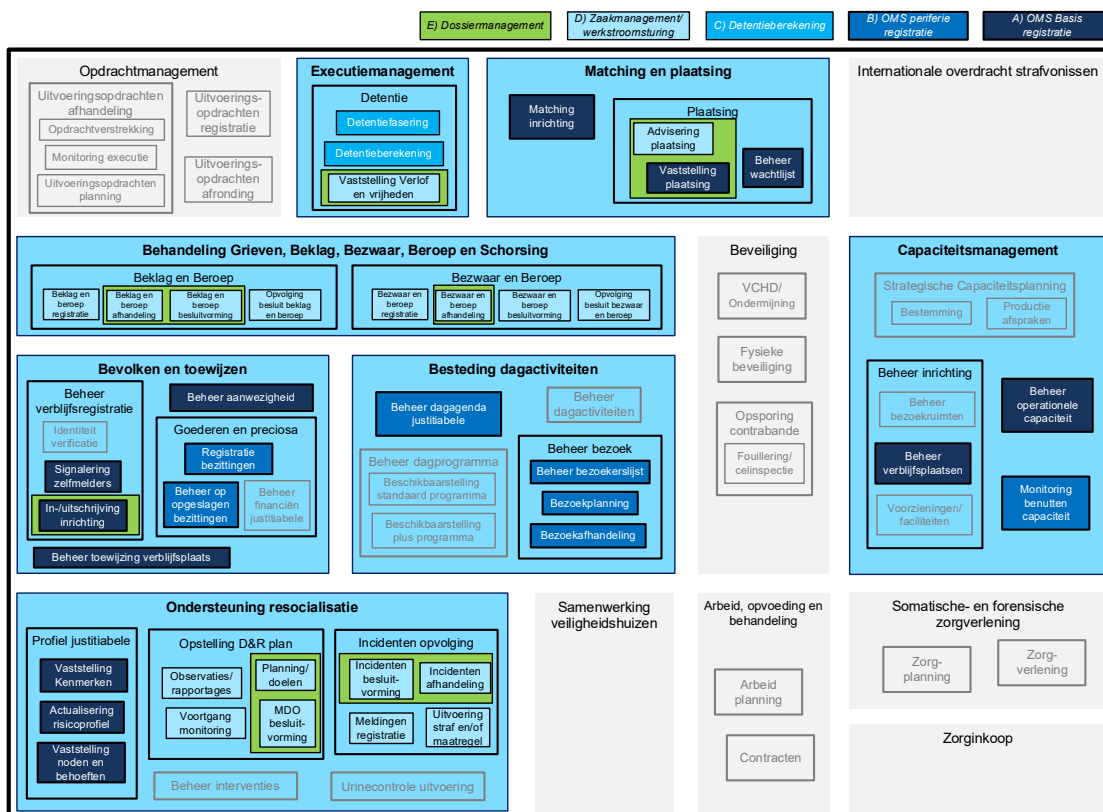 E) Dossiermanagement
D) Zaakmanagement/
werkstroomsturing
C) Detentieberekening
B) OMS periferie
registratie
A) OMS Basis
registratie
Opdrachtmanagement
Uitvoeringsopdrachten
afhandeling
Opdrachtverstrekking
Monitoring executie
Uitvoeringsopdrachten
planning
Uitvoerings-
opdrachten
registratie
Uitvoerings-
opdrachten
afronding
Executiemanagement
Detentie
Detentiefasering
Detentieberekening
Vaststelling Verlof
en vrijheden
Matching en plaatsing
Matching
inrichting
Plaatsing
Advisering
plaatsing
Vaststelling
plaatsing
Beheer
wachtlijst
Internationale overdracht strafvonissen
Behandeling Grieven, Beklag, Bezwaar, Beroep en Schorsing
Beklag en Beroep
Beklag en
beroep
registratie
Beklag en
beroep
afhandeling
Beklag en
beroep
besluitvorming
Opvolging
besluit beklag
en beroep
Bezwaar en Beroep
Bezwaar en
beroep
registratie
Bezwaar en
beroep
afhandeling
Bezwaar en
beroep
besluitvorming
Opvolging
besluit bezwaar
en beroep
Beveiliging
VCHD/
Ondermijning
Fysieke
beveiliging
Opsporing
contrabande
Fouillering/
celinspectie
Capaciteitsmanagement
Strategische Capaciteitsplanning
Bestemming
Productie
afspraken
Beheer inrichting
Beheer
bezoekruimten
Beheer
verblijfsplaatsen
Voorzieningen/
faciliteiten
Beheer
operationele
capaciteit
Monitoring
benutten
capaciteit
Bevolken en toewijzen
Beheer
verblijfsregistratie
Identiteit
verificatie
Signalering
zelfmelders
In-/uitschrijving
inrichting
Beheer aanwezigheid
Goederen en preciosa
Registratie
bezittingen
Beheer op
opgeslagen
bezittingen
Beheer
financiën
justitiabele
Beheer toewijzing verblijfsplaats
Besteding dagactiviteiten
Beheer dagagenda
justitiabele
Beheer
dagactiviteiten
Beheer dagprogramma
Beschikbaarstelling
standaard programma
Beschikbaarstelling
plus programma
Beheer bezoek
Beheer bezoekerslijst
Bezoekplanning
Bezoekafhandeling
Ondersteuning resocialisatie
Profiel justitiabele
Vaststelling
Kenmerken
Actualisering
risicoprofiel
Vaststelling
noden en
behoeften
Opstelling D&R plan
Observaties/
rapportages
Planning/
doelen
Voortgang
monitoring
MDO
besluit-
vorming
Incidenten opvolging
Incidenten
besluit-
vorming
Incidenten
afhandeling
Meldingen
registratie
Uitvoering
straf en/of
maatregel
Beheer interventies
Urinecontrole uitvoering
Samenwerking
veiligheidshuizen
Arbeid, opvoeding en
behandeling
Arbeid
planning
Contracten
Somatische- en forensische
zorgverlening
Zorg-
planning
Zorg-
verlening
Zorginkoop